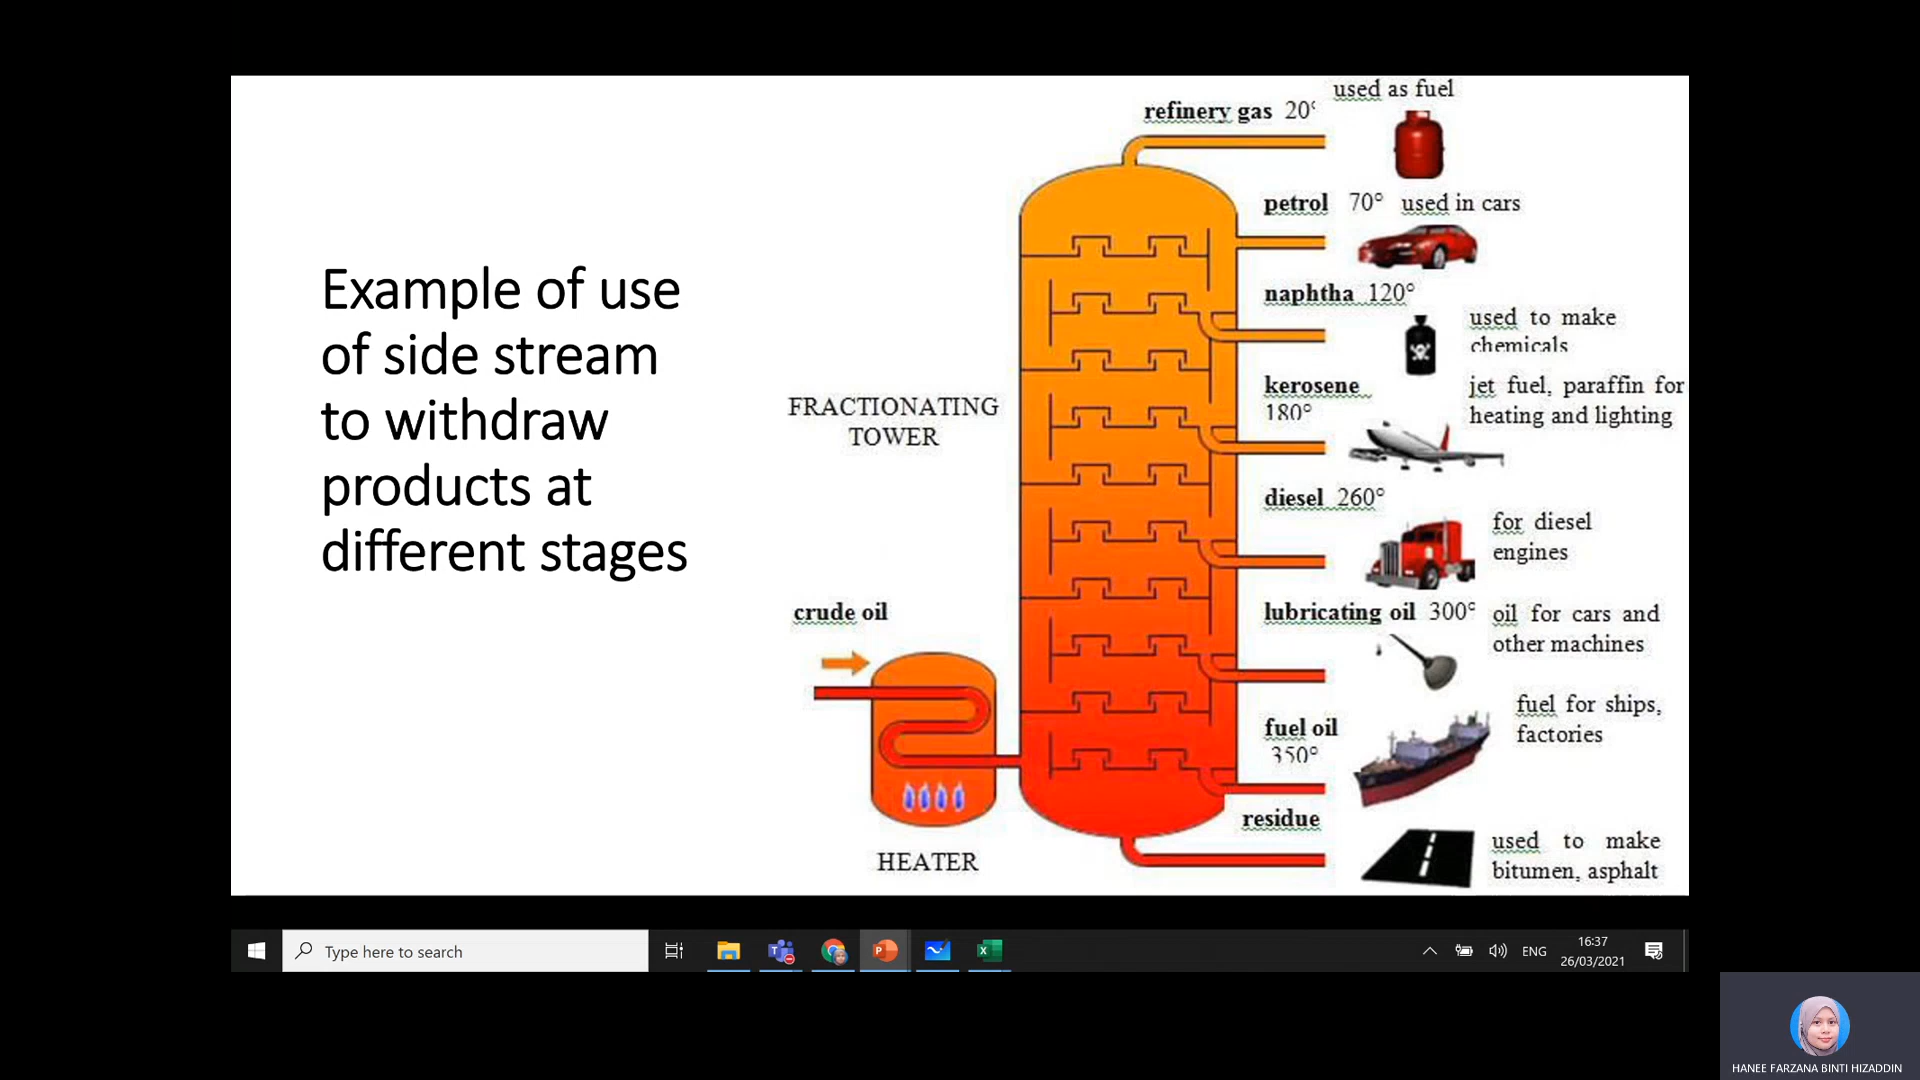 Example of use
of side stream
to withdraw
products at
different stages
refinery gas 20°
used as fuel
petrol 70° used in cars
naphtha 120°
used to make
chemicals
FRACTIONATING
TOWER
kerosene
180°
jet fuel, paraffin for
heating and lighting
diesel 260°
for diesel
engines
crude oil
lubricating oil 300°
oil for cars and
other machines
fuel oil
350°
fuel for ships,
factories
residue
used to make
bitumen, asphalt
HEATER
Type here to search
ENG
16:37
26/03/2021
HANEE FARZANA BINTI HIZADDIN